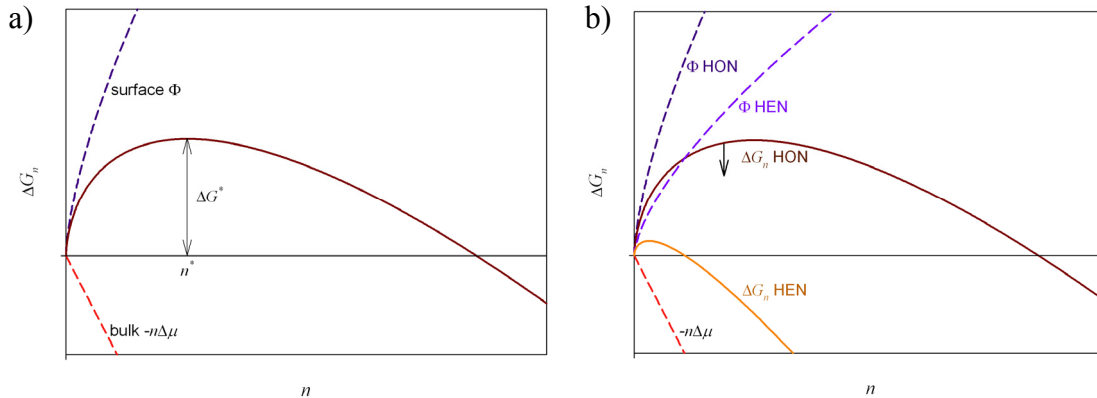 a)
surface Φ
ΔG*
n*
bulk -nΔμ
ΔGₙ
n
b)
Φ HON
Φ HEN
ΔGₙ HON
ΔGₙ HEN
-nΔμ
ΔGₙ
n